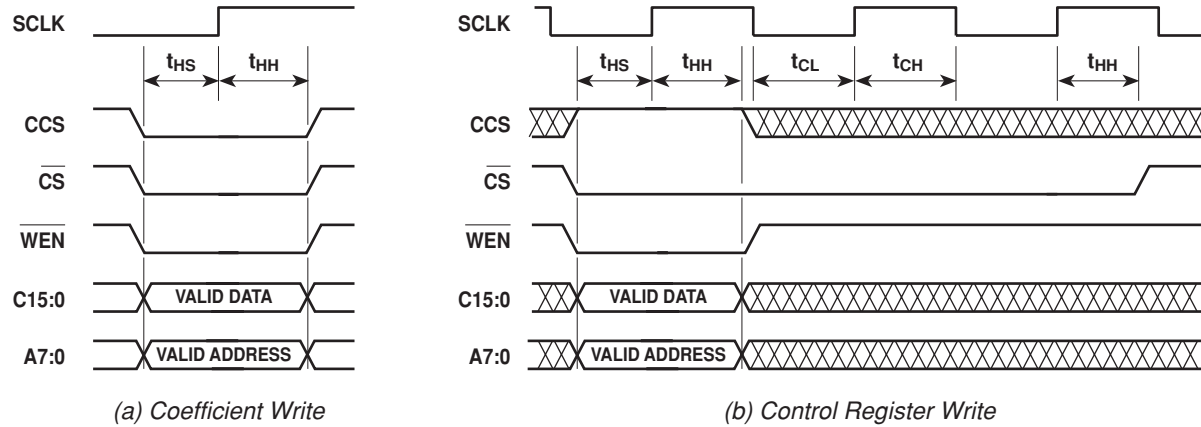 SCLK
tHS
tHH
CCS
CS
WEN
C15:0
VALID DATA
A7:0
VALID ADDRESS
(a) Coefficient Write
SCLK
tHS
tHH
tCL
tCH
tHH
CCS
CS
WEN
C15:0
VALID DATA
A7:0
VALID ADDRESS
(b) Control Register Write